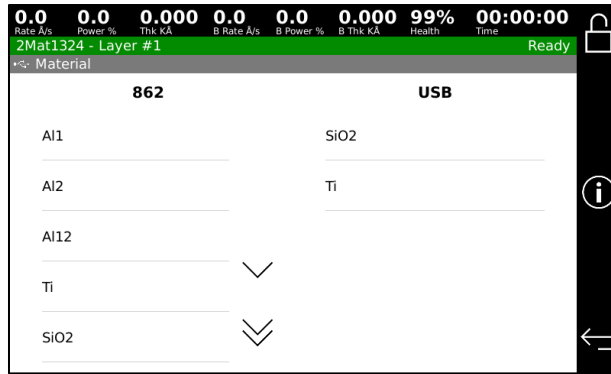 0.0 0.0 0.000 0.0 0.0 0.000 99% 00:00:00
Rate Å/s Power % Thk KÅ B Rate Å/s B Power % B Thk KÅ Health Time
2Mat1324 - Layer #1 Ready
Material
862 USB
Al1 SiO2
Al2 Ti
Al12
Ti
SiO2